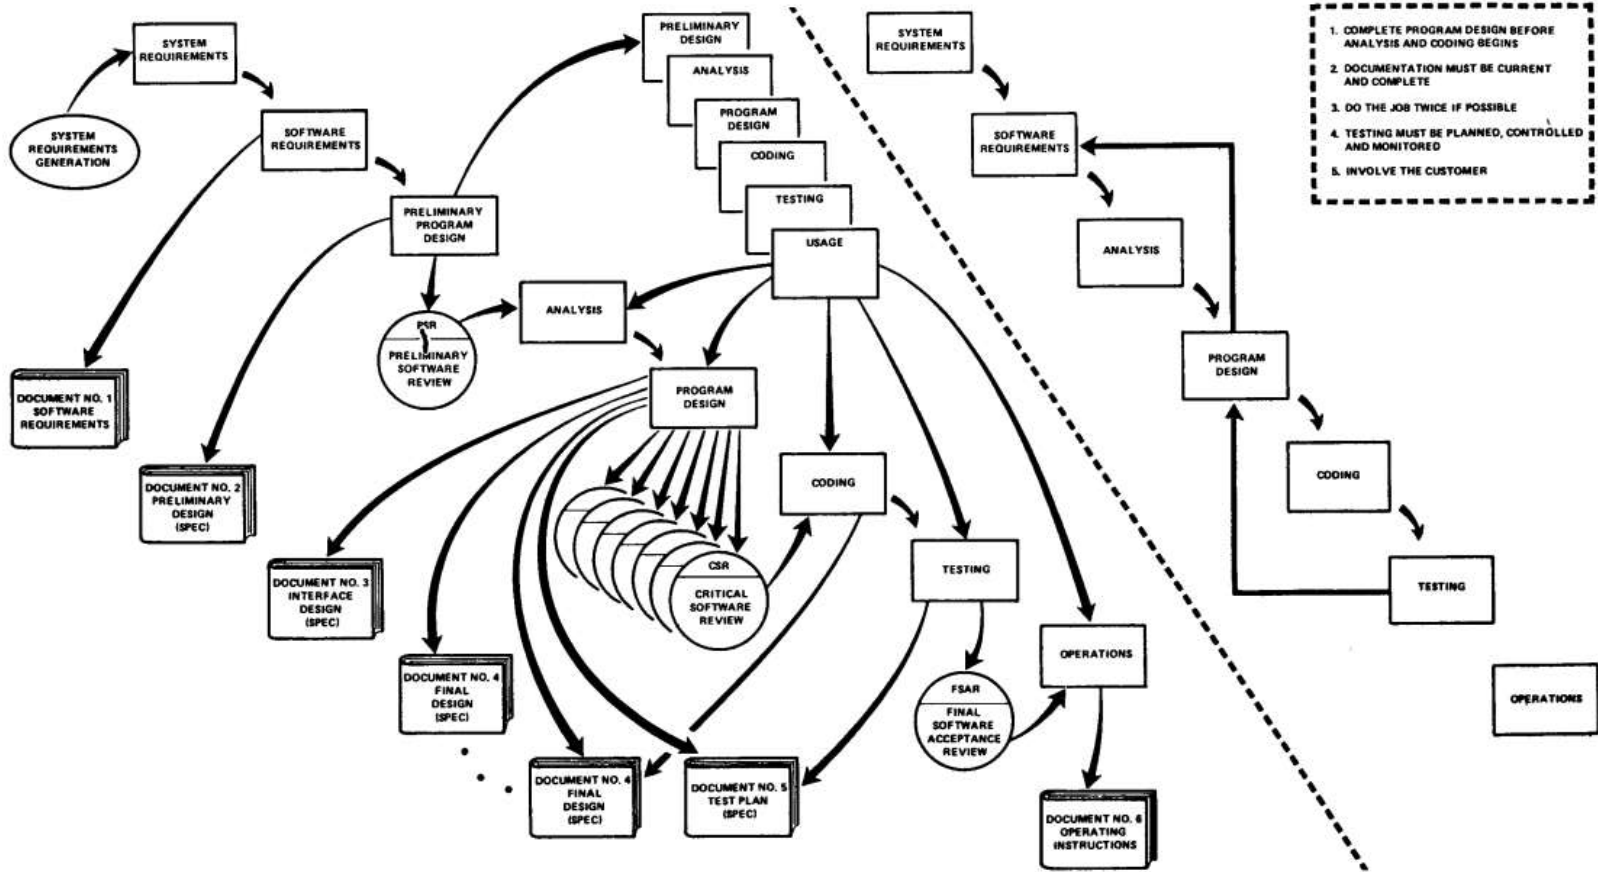 SYSTEM
REQUIREMENTS
SYSTEM
REQUIREMENTS
GENERATION
SOFTWARE
REQUIREMENTS
PRELIMINARY
PROGRAM
DESIGN
PRELIMINARY
DESIGN
ANALYSIS
PROGRAM
DESIGN
CODING
TESTING
USAGE
PSR
PRELIMINARY
SOFTWARE
REVIEW
ANALYSIS
PROGRAM
DESIGN
CSR
CRITICAL
SOFTWARE
REVIEW
CODING
TESTING
FSAR
FINAL
SOFTWARE
ACCEPTANCE
REVIEW
OPERATIONS
DOCUMENT NO. 1
SOFTWARE
REQUIREMENTS
DOCUMENT NO. 2
PRELIMINARY
DESIGN
(SPEC)
DOCUMENT NO. 3
INTERFACE
DESIGN
(SPEC)
DOCUMENT NO. 4
FINAL
DESIGN
(SPEC)
DOCUMENT NO. 4
FINAL
DESIGN
(SPEC)
DOCUMENT NO. 5
TEST PLAN
(SPEC)
DOCUMENT NO. 6
OPERATING
INSTRUCTIONS
SYSTEM
REQUIREMENTS
SOFTWARE
REQUIREMENTS
ANALYSIS
PROGRAM
DESIGN
CODING
TESTING
OPERATIONS
1. COMPLETE PROGRAM DESIGN BEFORE
ANALYSIS AND CODING BEGINS
2. DOCUMENTATION MUST BE CURRENT
AND COMPLETE
3. DO THE JOB TWICE IF POSSIBLE
4. TESTING MUST BE PLANNED, CONTROLLED
AND MONITORED
5. INVOLVE THE CUSTOMER